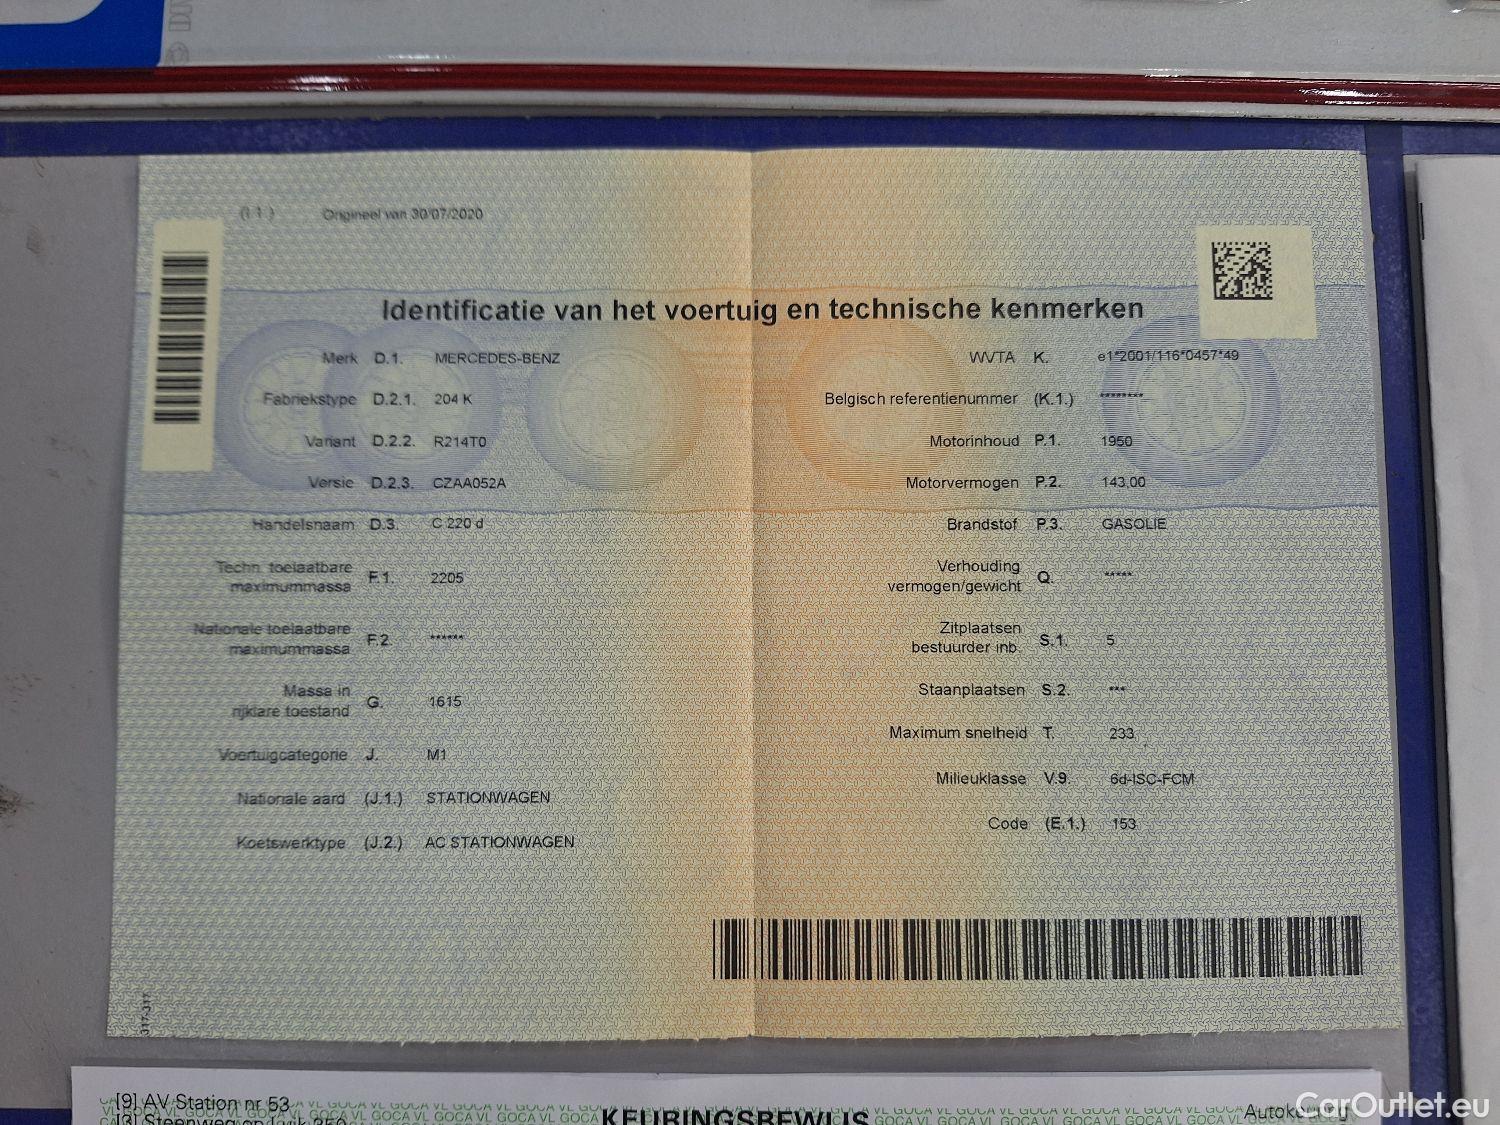 (I.1.) Origineel van 30/07/2020
Identificatie van het voertuig en technische kenmerken
Merk D.1. MERCEDES-BENZ
Fabriekstype D.2.1. 204 K
Variant D.2.2. R214T0
Versie D.2.3. CZAA052A
Handelsnaam D.3. C 220 d
Techn. toelaatbare
maximummassa F.1. 2205
Nationale toelaatbare
maximummassa F.2. ******
Massa in
rijklare toestand G. 1615
Voertuigcategorie J. M1
Nationale aard (J.1.) STATIONWAGEN
Koetswerktype (J.2.) AC STATIONWAGEN
WVTA K. e1*2001/116*0457*49
Belgisch referentienummer (K.1.) ********
Motorinhoud P.1. 1950
Motorvermogen P.2. 143,00
Brandstof P.3. GASOLIE
Verhouding
vermogen/gewicht Q. *****
Zitplaatsen
bestuurder inb. S.1. 5
Staanplaatsen S.2. ***
Maximum snelheid T. 233
Milieuklasse V.9. 6d-ISC-FCM
Code (E.1.) 153
317-317
[9] AV Station nr 53
KEURINGSBEWIJS
CarOutlet.eu